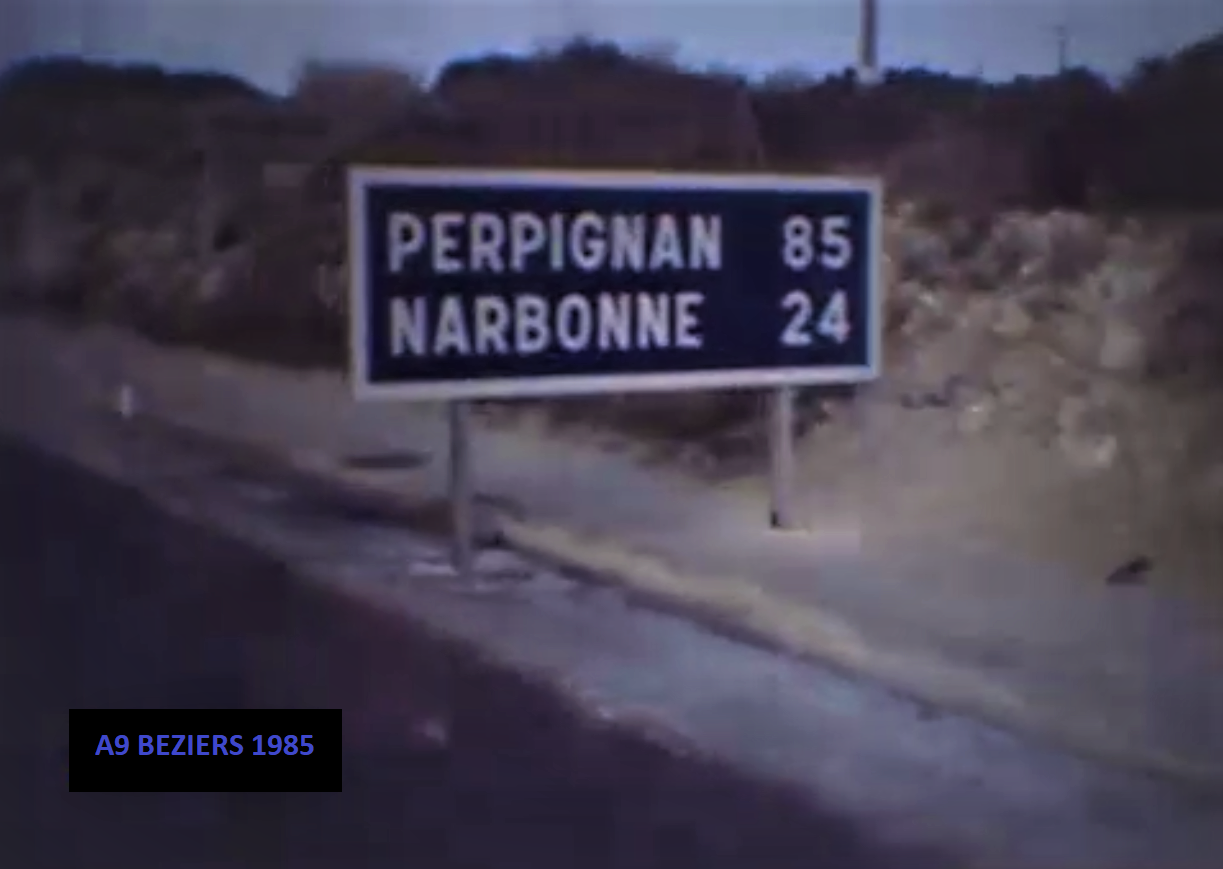 PERPIGNAN 85
NARBONNE 24
A9 BEZIERS 1985